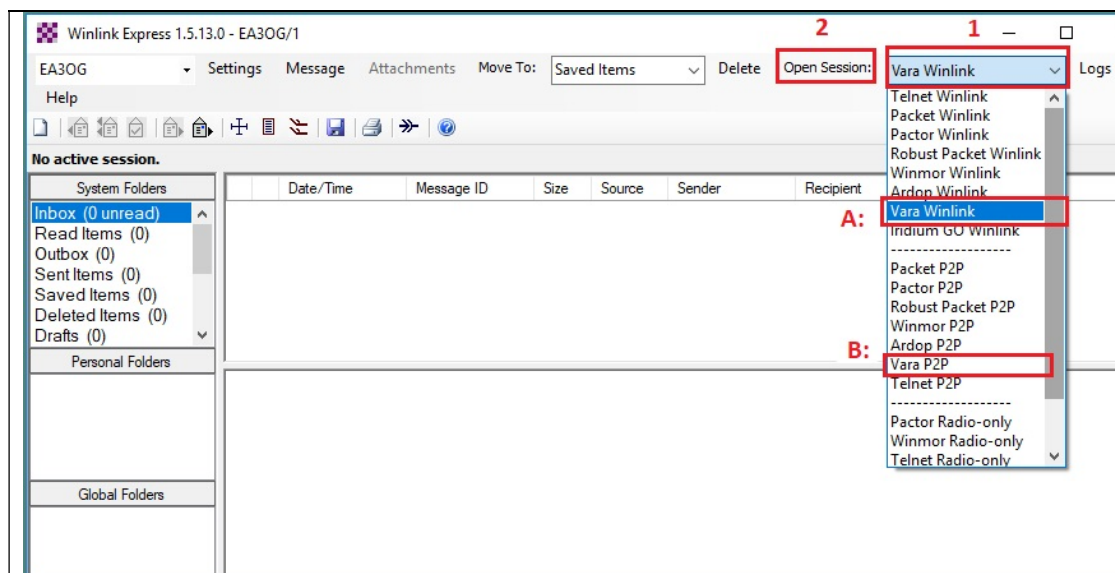 2 1
Winlink Express 1.5.13.0 - EA3OG/1
EA3OG Settings Message Attachments Move To: Saved Items Delete Open Session: Vara Winlink Logs
Help
Telnet Winlink
Packet Winlink
Pactor Winlink
Robust Packet Winlink
Winmor Winlink
Ardop Winlink
A: Vara Winlink
Iridium GO Winlink
-------------------
Packet P2P
Pactor P2P
Robust Packet P2P
Winmor P2P
Ardop P2P
B: Vara P2P
Telnet P2P
-------------------
Pactor Radio-only
Winmor Radio-only
Telnet Radio-only
No active session.
System Folders
Date/Time Message ID Size Source Sender Recipient
Inbox (0 unread)
Read Items (0)
Outbox (0)
Sent Items (0)
Saved Items (0)
Deleted Items (0)
Drafts (0)
Personal Folders
Global Folders